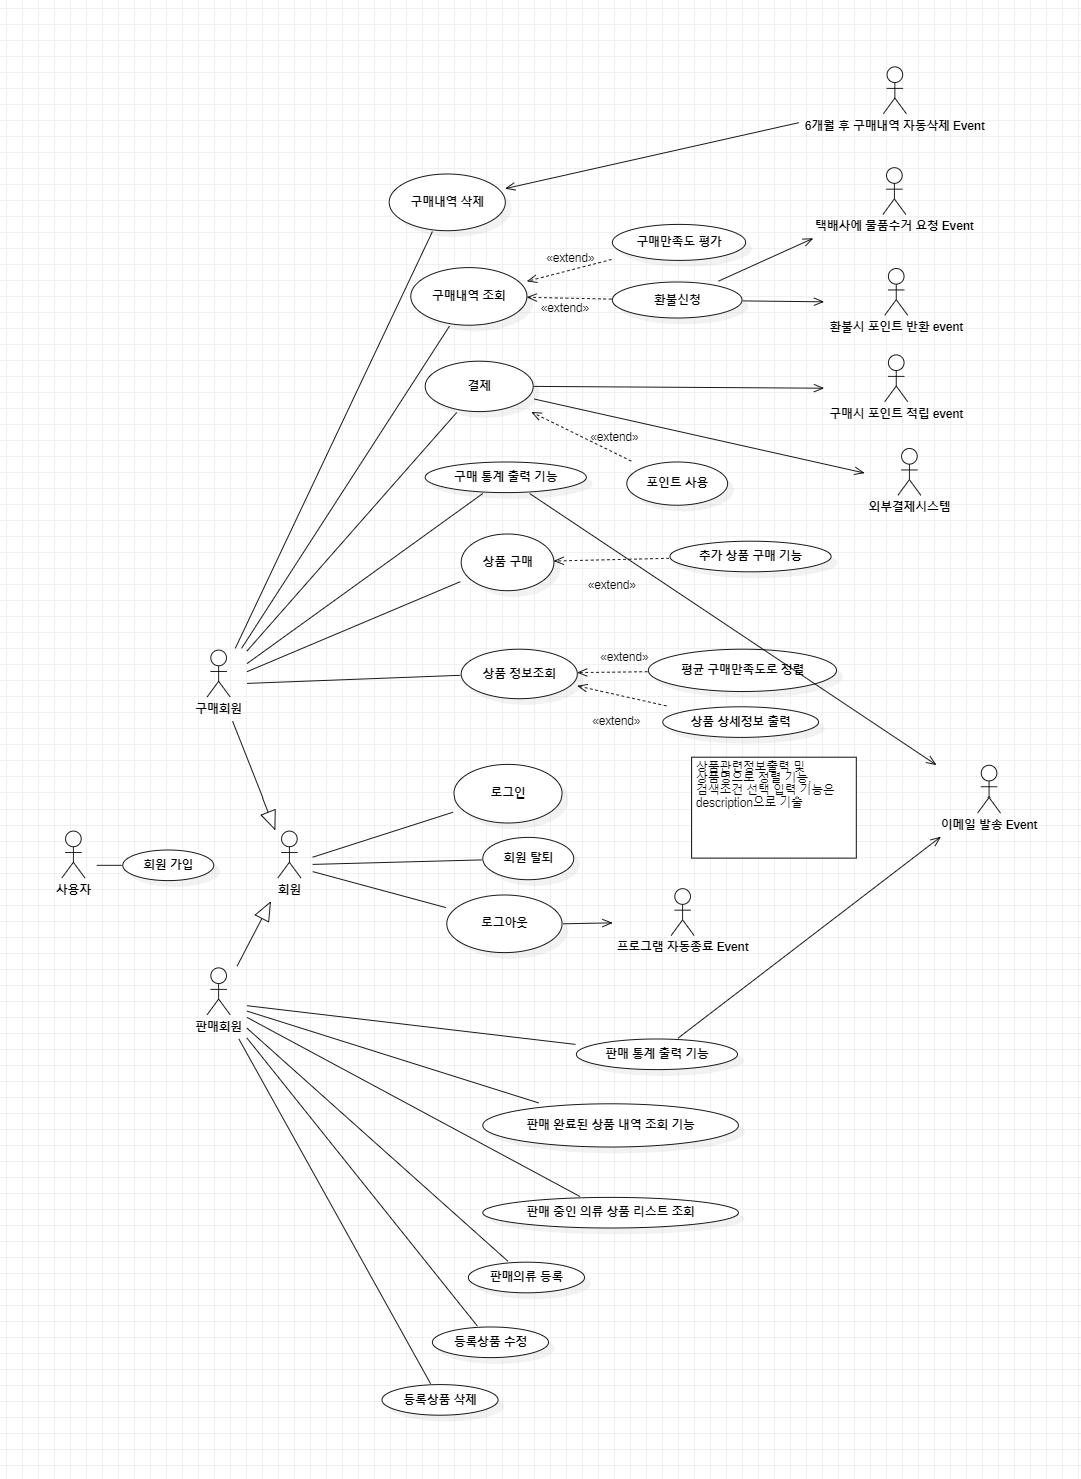 6개월 후 구매내역 자동삭제 Event
구매내역 삭제
택배사에 물품수거 요청 Event
구매만족도 평가
«extend»
구매내역 조회
환불신청
«extend»
환불시 포인트 반환 event
결제
구매시 포인트 적립 event
«extend»
구매 통계 출력 기능
포인트 사용
외부결제시스템
상품 구매
추가 상품 구매 기능
«extend»
«extend»
상품 정보조회
평균 구매만족도로 정렬
구매회원
상품 상세정보 출력
«extend»
상품관련정보출력 및
상품명으로 정렬 기능,
검색조건 선택 입력 기능은
description으로 기술
로그인
이메일 발송 Event
회원 가입
회원 탈퇴
사용자
회원
로그아웃
프로그램 자동종료 Event
판매회원
판매 통계 출력 기능
판매 완료된 상품 내역 조회 기능
판매 중인 의류 상품 리스트 조회
판매의류 등록
등록상품 수정
등록상품 삭제